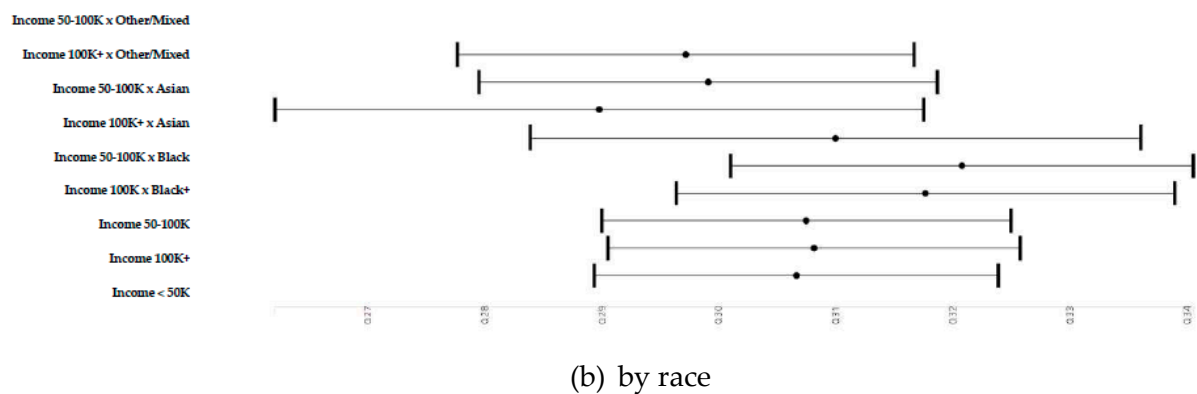 Income 50-100K x Other/Mixed
Income 100K+ x Other/Mixed
Income 50-100K x Asian
Income 100K+ x Asian
Income 50-100K x Black
Income 100K x Black+
Income 50-100K
Income 100K+
Income < 50K
0.27 0.28 0.29 0.30 0.31 0.32 0.33 0.34
(b) by race